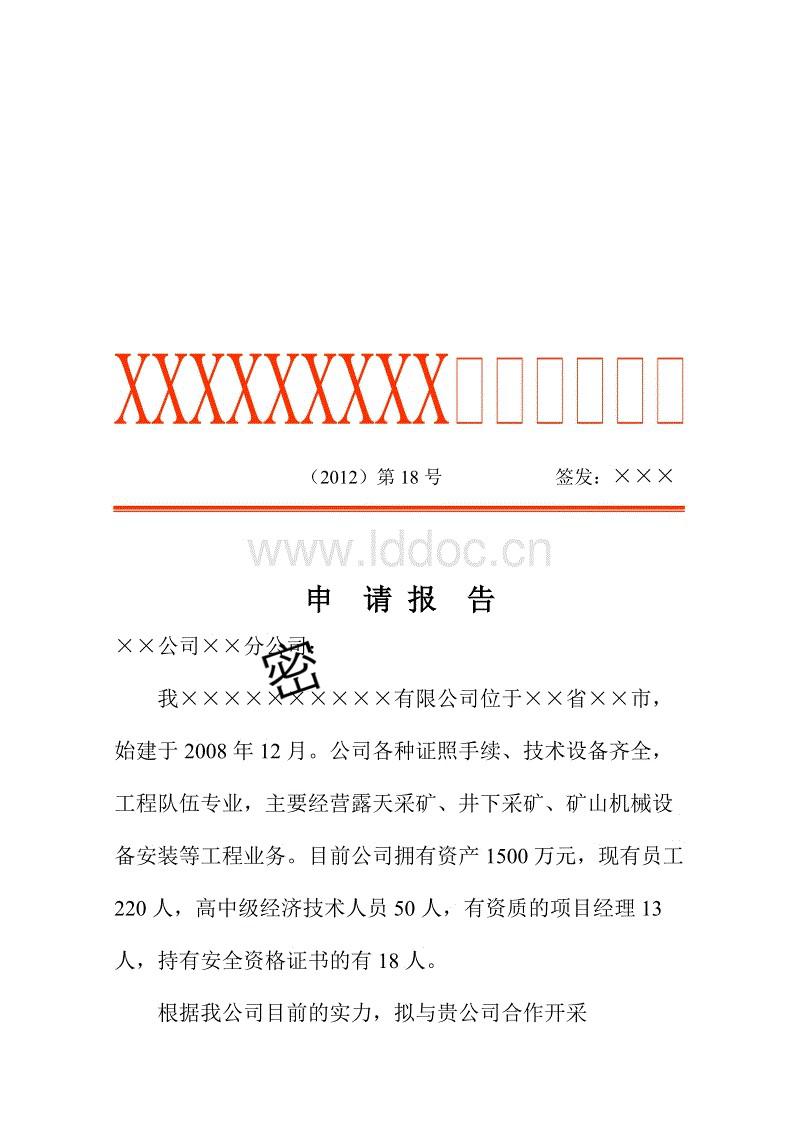 XXXXXXXXX□□□□□□
（2012）第 18 号 签发：×××
www.lddoc.cn
申 请 报 告
××公司××分公司：
密
我××××××××××有限公司位于××省××市，
始建于 2008 年 12 月。公司各种证照手续、技术设备齐全，
工程队伍专业，主要经营露天采矿、井下采矿、矿山机械设
备安装等工程业务。目前公司拥有资产 1500 万元，现有员工
220 人，高中级经济技术人员 50 人，有资质的项目经理 13
人，持有安全资格证书的有 18 人。
根据我公司目前的实力，拟与贵公司合作开采